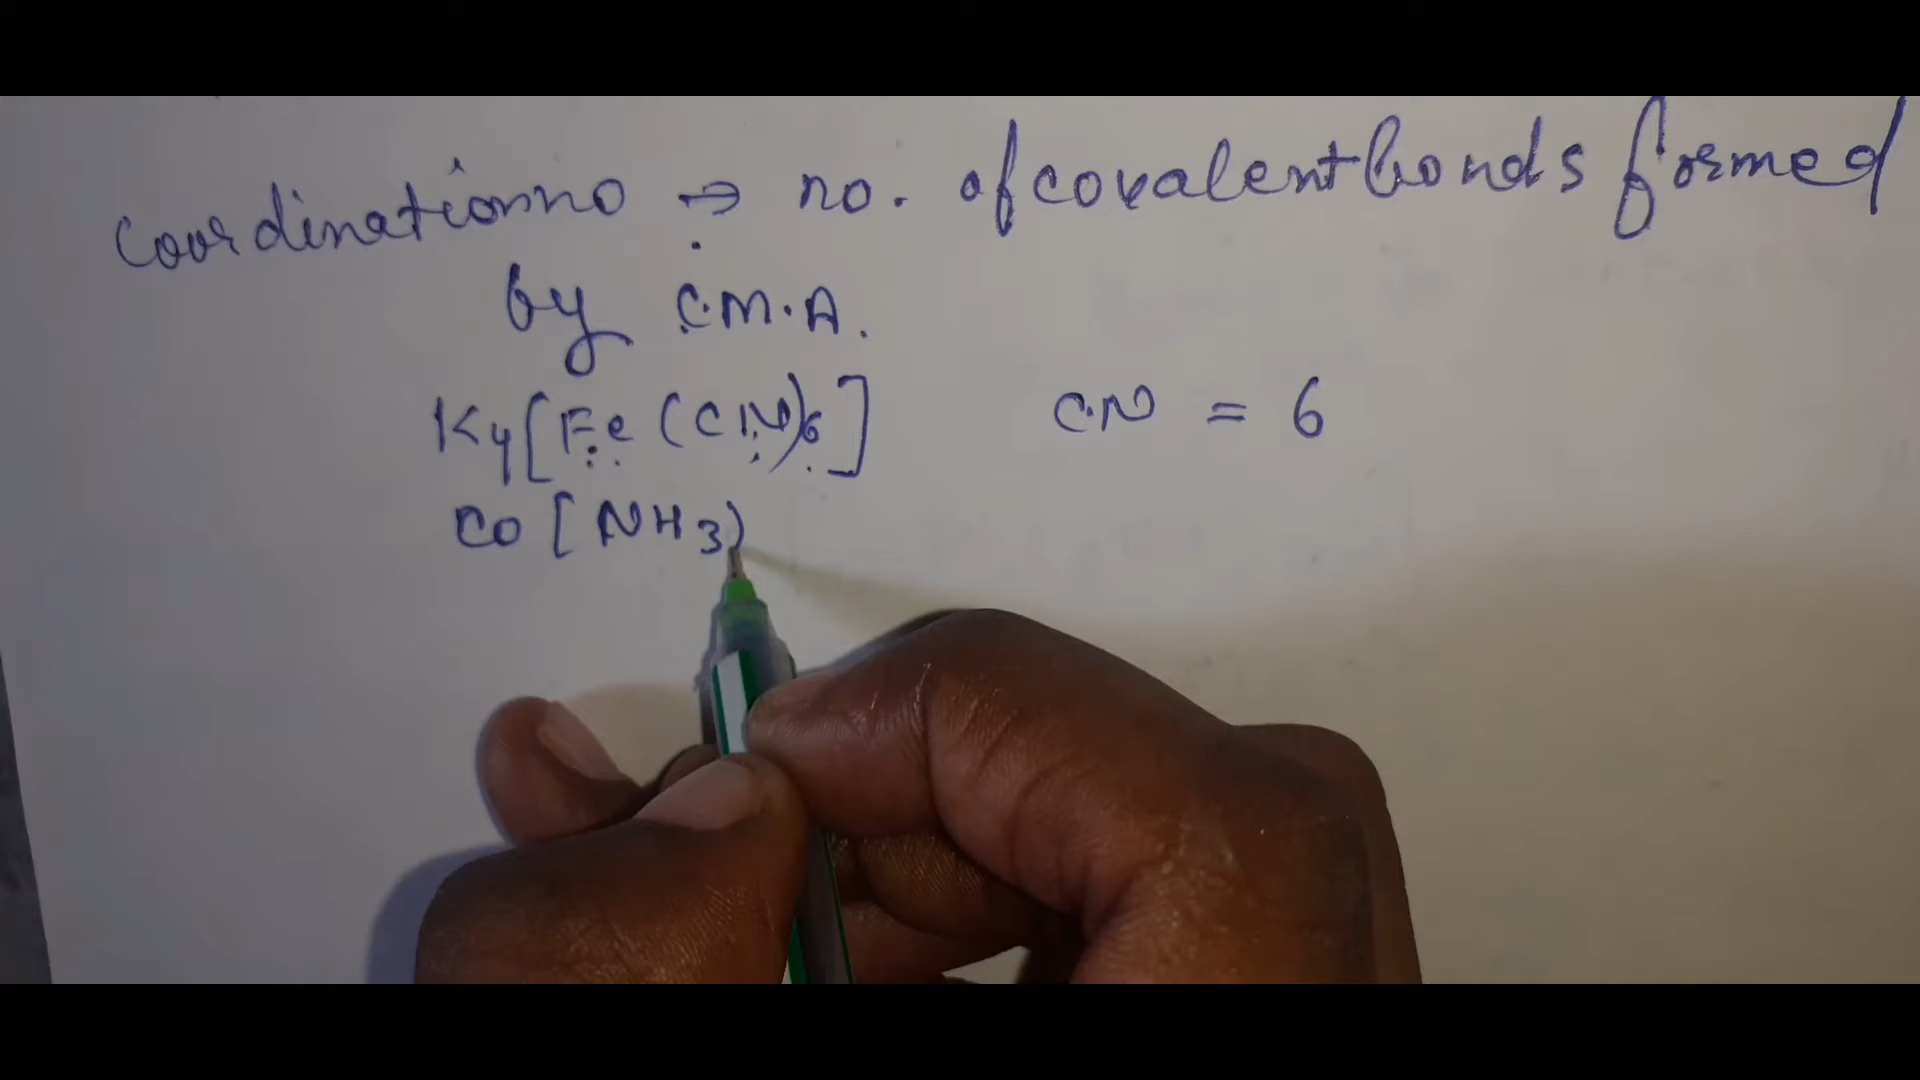 Coordination no → no. of covalent bonds formed
by C.M.A.
K4[Fe(CN)6] C.N = 6
Co[NH3)